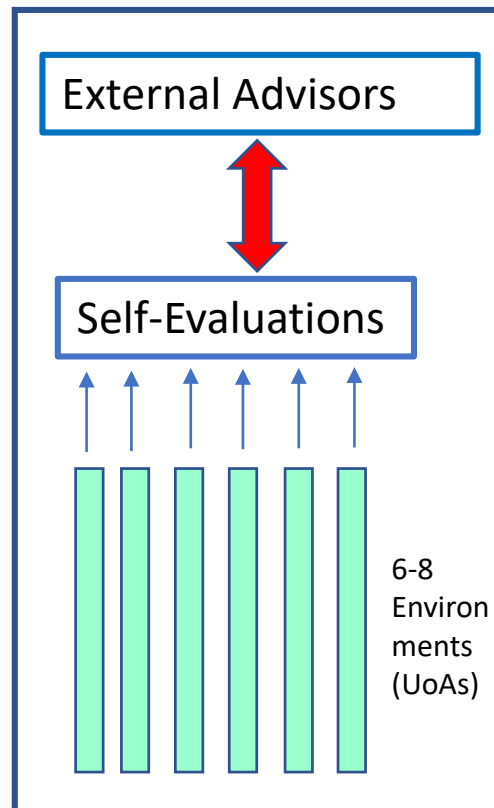 External Advisors
Self-Evaluations
6-8
Environ
ments
(UoAs)